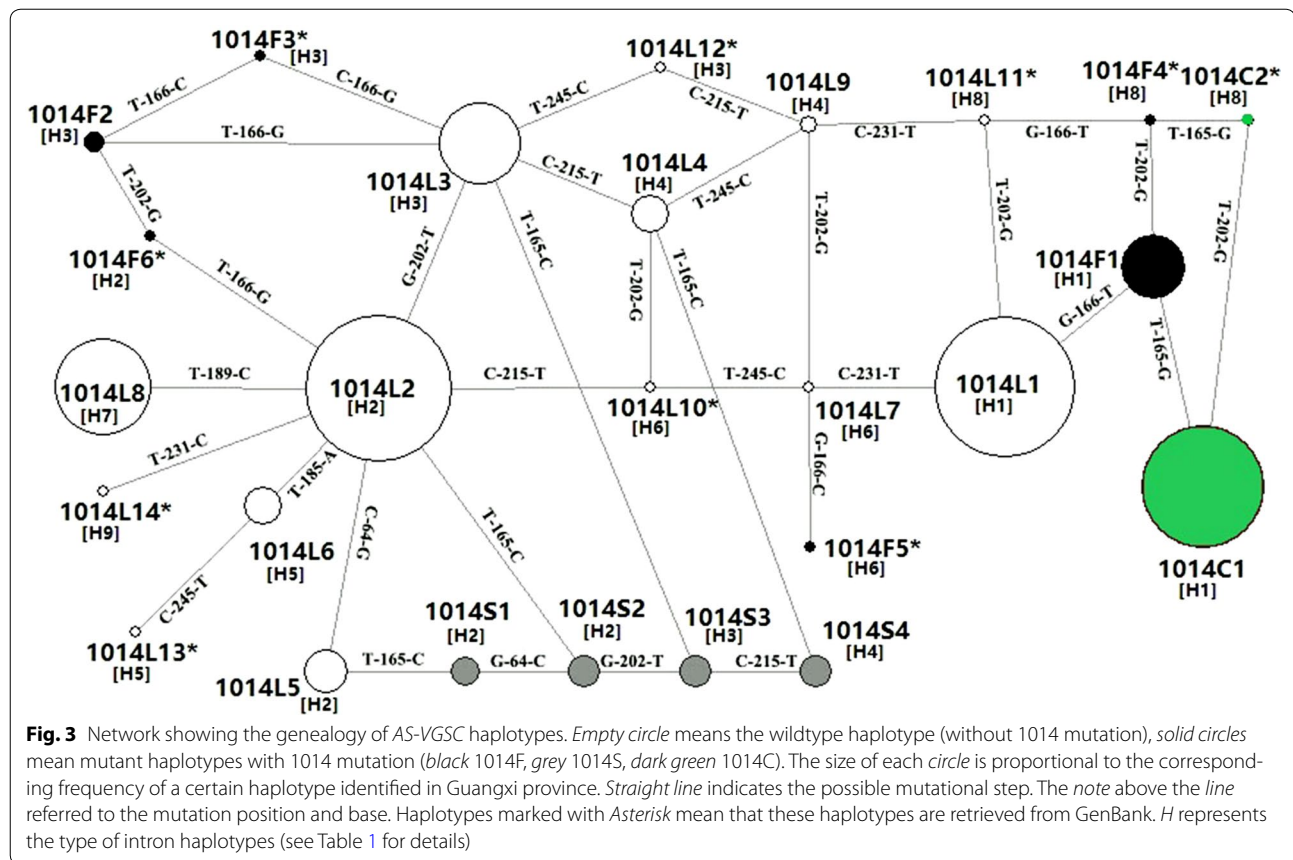 1014F3*
[H3]
1014L12*
[H3]
1014L9
[H4]
1014L11*
[H8]
1014F4*
[H8]
1014C2*
[H8]
T-166-C
C-166-G
T-245-C
C-215-T
1014F2
[H3]
T-166-G
C-231-T
G-166-T
T-165-G
1014L3
[H3]
C-215-T
1014L4
[H4]
T-245-C
T-202-G
T-202-G
T-202-G
T-202-G
T-202-G
1014F6*
[H2]
T-166-G
G-202-T
T-165-C
T-202-G
T-165-C
1014F1
[H1]
G-166-T
T-165-G
1014L8
[H7]
T-189-C
1014L2
[H2]
C-215-T
1014L10*
[H6]
T-245-C
1014L7
[H6]
C-231-T
1014L1
[H1]
T-231-C
1014L14*
[H9]
T-185-A
1014L6
[H5]
C-64-G
T-165-C
G-166-C
1014F5*
[H6]
1014C1
[H1]
C-245-T
1014L13*
[H5]
1014L5
[H2]
T-165-C
1014S1
[H2]
G-64-C
1014S2
[H2]
G-202-T
1014S3
[H3]
C-215-T
1014S4
[H4]
Fig. 3 Network showing the genealogy of AS-VGSC haplotypes. Empty circle means the wildtype haplotype (without 1014 mutation), solid circles
mean mutant haplotypes with 1014 mutation (black 1014F, grey 1014S, dark green 1014C). The size of each circle is proportional to the correspond-
ing frequency of a certain haplotype identified in Guangxi province. Straight line indicates the possible mutational step. The note above the line
referred to the mutation position and base. Haplotypes marked with Asterisk mean that these haplotypes are retrieved from GenBank. H represents
the type of intron haplotypes (see Table 1 for details)